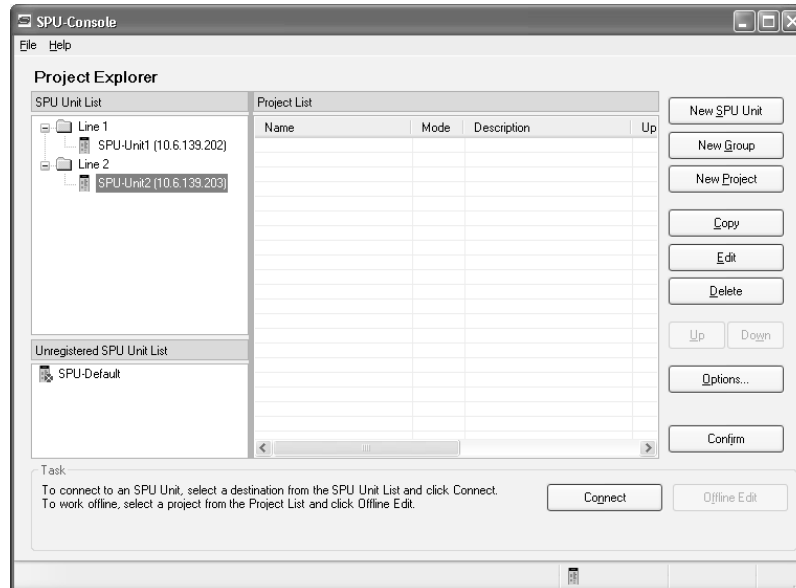 SPU-Console
File Help
Project Explorer
SPU Unit List
Project List
Line 1
SPU-Unit1 (10.6.139.202)
Line 2
SPU-Unit2 (10.6.139.203)
Name Mode Description Up
New SPU Unit
New Group
New Project
Copy
Edit
Delete
Up Down
Options...
Confirm
Unregistered SPU Unit List
SPU-Default
Task
To connect to an SPU Unit, select a destination from the SPU Unit List and click Connect.
To work offline, select a project from the Project List and click Offline Edit.
Connect
Offline Edit